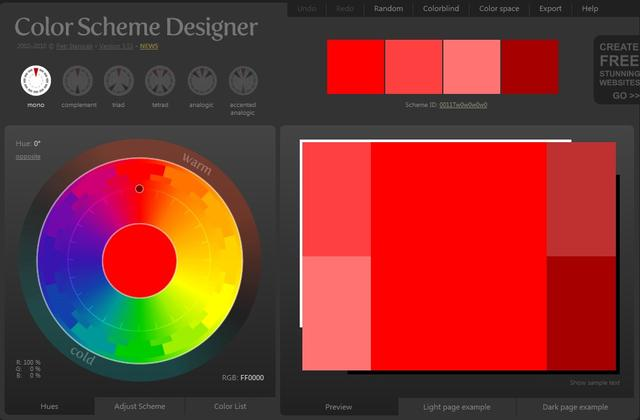 Undo Redo Random Colorblind Color space Export Help
Color Scheme Designer
2002–2010 © Petr Stanicek • Version 3.51 • NEWS
mono complement triad tetrad analogic accented analogic
Scheme ID: 0011Tw0w0w0w0
CREATE
FREE
STUNNING
WEBSITES
GO >>
Hue: 0°
opposite
warm
cold
R: 100 %
G: 0 %
B: 0 %
RGB: FF0000
Show sample text
Hues Adjust Scheme Color List
Preview Light page example Dark page example